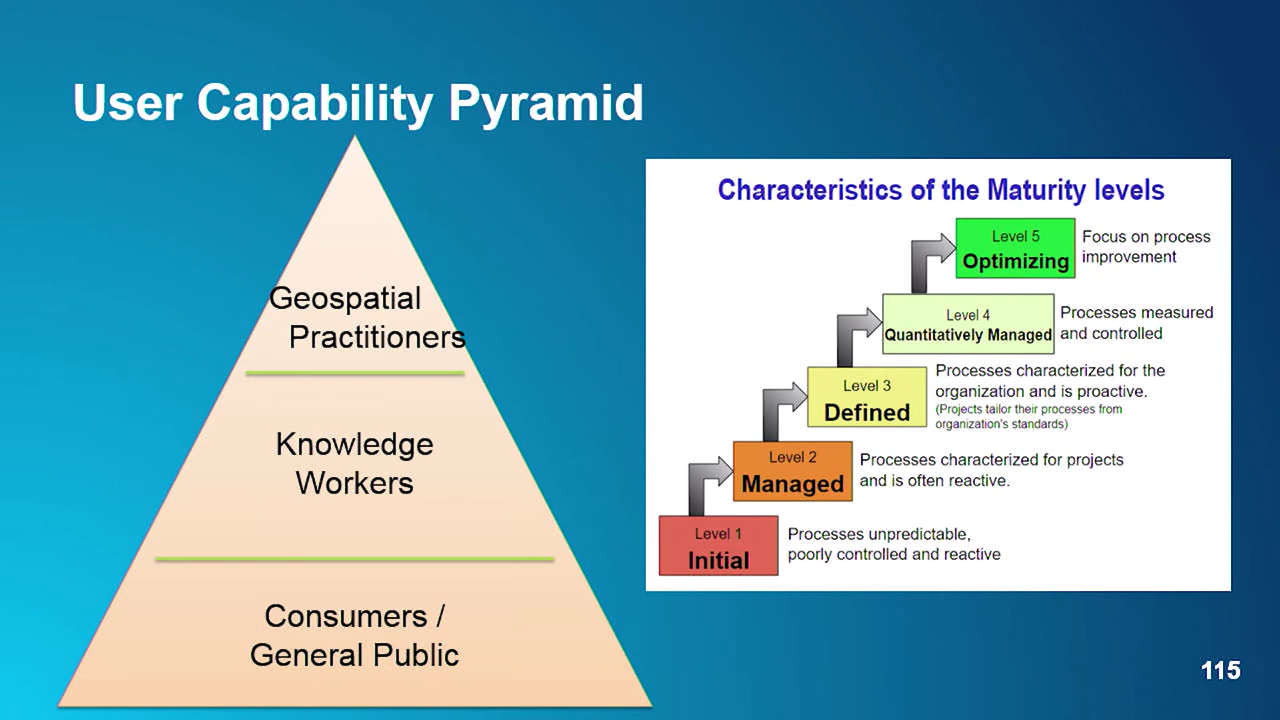 User Capability Pyramid
Geospatial
Practitioners
Knowledge
Workers
Consumers /
General Public
Characteristics of the Maturity levels
Level 5
Optimizing
Focus on process
improvement
Level 4
Quantitatively Managed
Processes measured
and controlled
Level 3
Defined
Processes characterized for the
organization and is proactive.
(Projects tailor their processes from
organization's standards)
Level 2
Managed
Processes characterized for projects
and is often reactive.
Level 1
Initial
Processes unpredictable,
poorly controlled and reactive
115